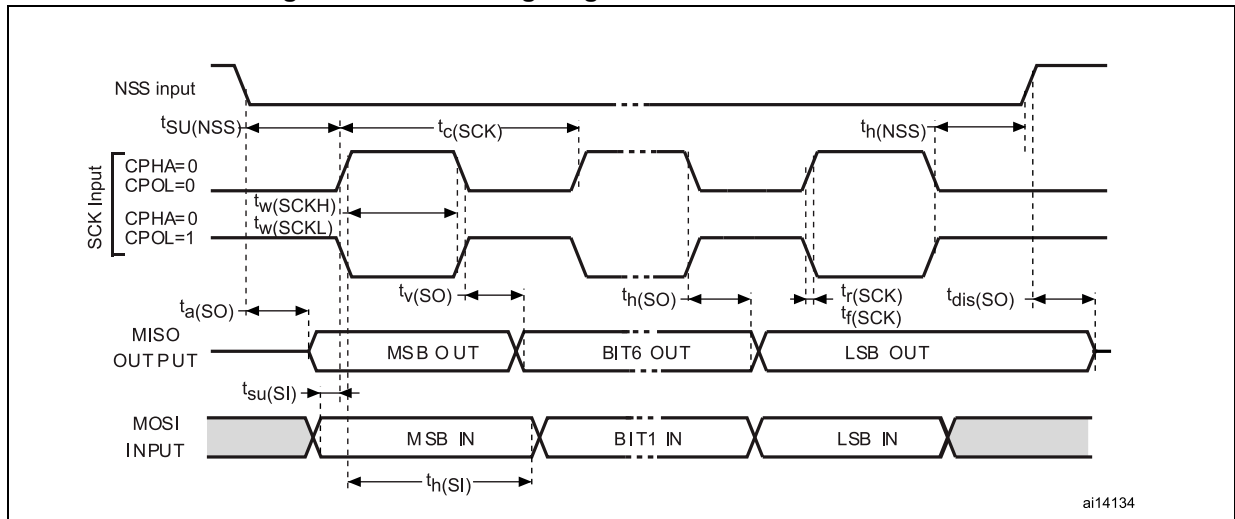 NSS input
tSU(NSS)
tc(SCK)
th(NSS)
SCK Input
CPHA=0
CPOL=0
tw(SCKH)
CPHA=0
tw(SCKL)
CPOL=1
tv(SO)
th(SO)
tr(SCK)
tdis(SO)
ta(SO)
tf(SCK)
MISO
OUTPUT
MSB OUT
BIT6 OUT
LSB OUT
tsu(SI)
MOSI
INPUT
MSB IN
BIT1 IN
LSB IN
th(SI)
ai14134